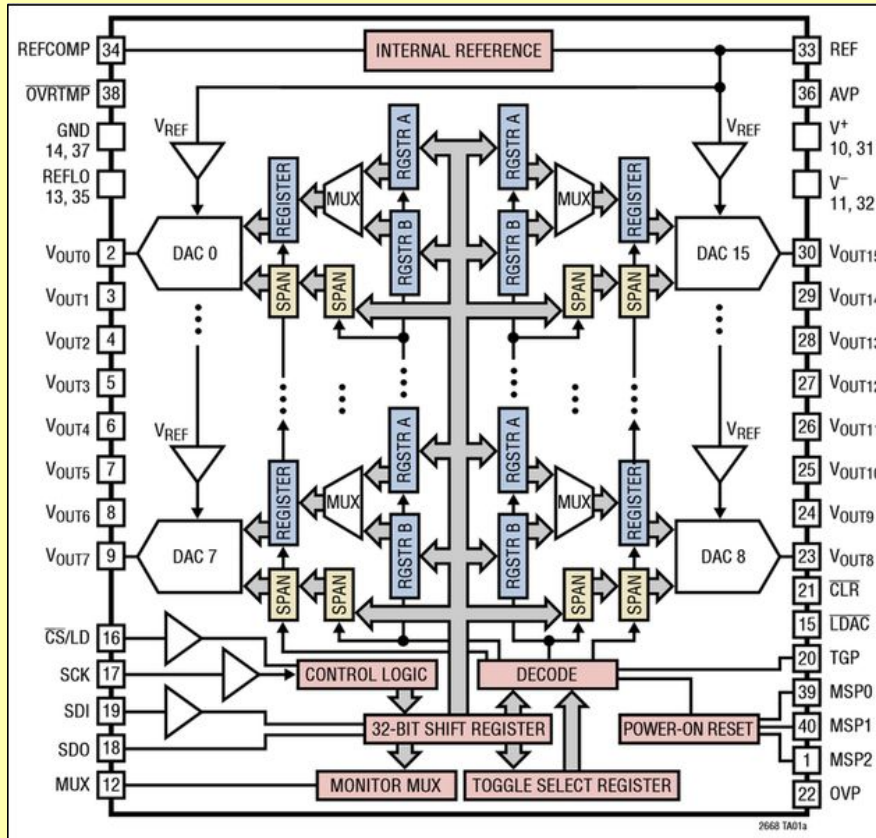 REFCOMP 34
INTERNAL REFERENCE
33 REF
OVRTMP 38
36 AVP
GND
14, 37
V+
10, 31
REFLO
13, 35
V–
11, 32
VREF
VREF
RGSTR A
RGSTR A
REGISTER
MUX
MUX
REGISTER
RGSTR B
RGSTR B
VOUT0 2
DAC 0
DAC 15
30 VOUT15
SPAN
SPAN
SPAN
SPAN
VOUT1 3
29 VOUT14
VOUT2 4
28 VOUT13
VOUT3 5
27 VOUT12
VOUT4 6
26 VOUT11
VREF
VREF
RGSTR A
RGSTR A
VOUT5 7
25 VOUT10
REGISTER
MUX
MUX
REGISTER
VOUT6 8
24 VOUT9
RGSTR B
RGSTR B
VOUT7 9
DAC 7
DAC 8
23 VOUT8
SPAN
SPAN
SPAN
SPAN
21 CLR
15 LDAC
CS/LD 16
20 TGP
SCK 17
CONTROL LOGIC
DECODE
39 MSP0
SDI 19
32-BIT SHIFT REGISTER
POWER-ON RESET
40 MSP1
SDO 18
1 MSP2
MUX 12
MONITOR MUX
TOGGLE SELECT REGISTER
22 OVP
2668 TA01a